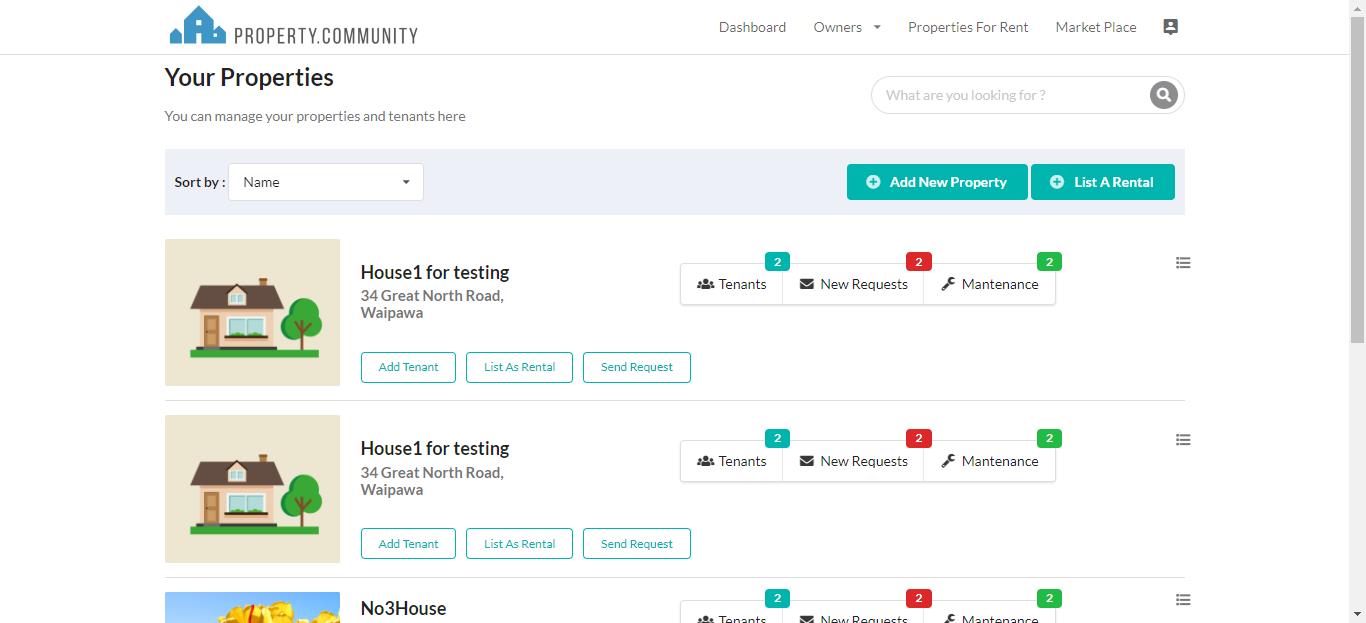 PROPERTY.COMMUNITY
Dashboard Owners Properties For Rent Market Place
Your Properties
What are you looking for ?
You can manage your properties and tenants here
Sort by : Name
Add New Property List A Rental
2 2 2
House1 for testing
Tenants New Requests Mantenance
34 Great North Road,
Waipawa
Add Tenant List As Rental Send Request
2 2 2
House1 for testing
Tenants New Requests Mantenance
34 Great North Road,
Waipawa
Add Tenant List As Rental Send Request
2 2 2
No3House
Tenants New Requests Mantenance